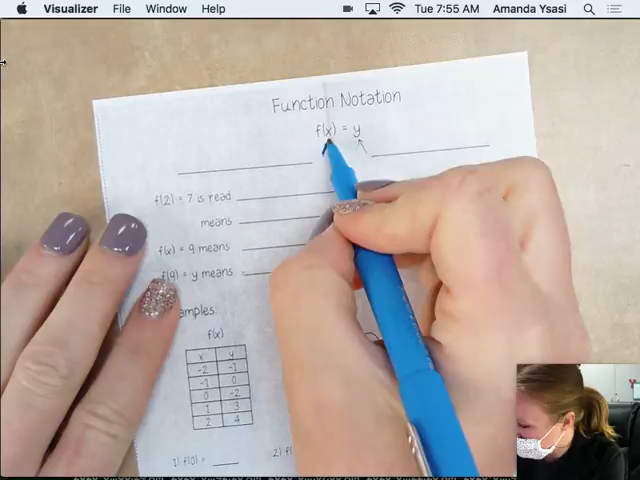 Visualizer File Window Help Tue 7:55 AM Amanda Ysasi
Function Notation
f(x) = y
f(2) = 7 is read
means
f(x) = 9 means
f(9) = y means
amples:
f(x)
x y
-2 -1
-1 0
0 -2
1 3
2 4
1) f(0) =
2) f(